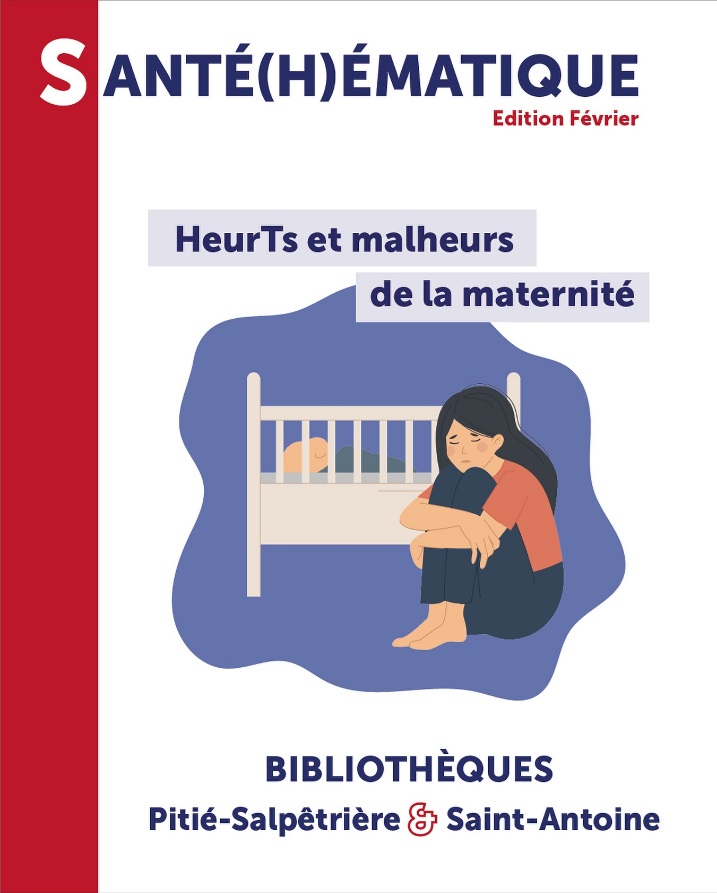 SANTÉ(H)ÉMATIQUE
Edition Février
HeurTs et malheurs
de la maternité
BIBLIOTHÈQUES
Pitié-Salpêtrière & Saint-Antoine